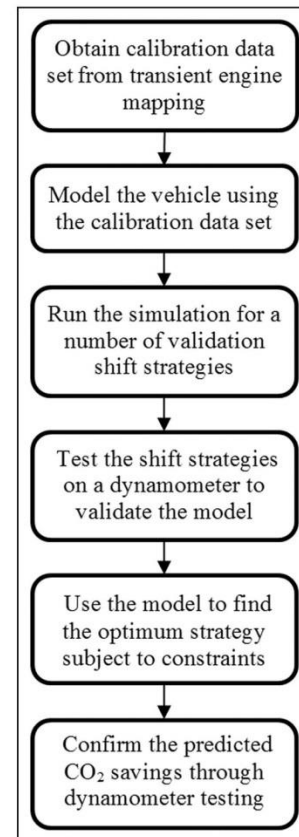 Obtain calibration data
set from transient engine
mapping
Model the vehicle using
the calibration data set
Run the simulation for a
number of validation
shift strategies
Test the shift strategies
on a dynamometer to
validate the model
Use the model to find
the optimum strategy
subject to constraints
Confirm the predicted
CO₂ savings through
dynamometer testing